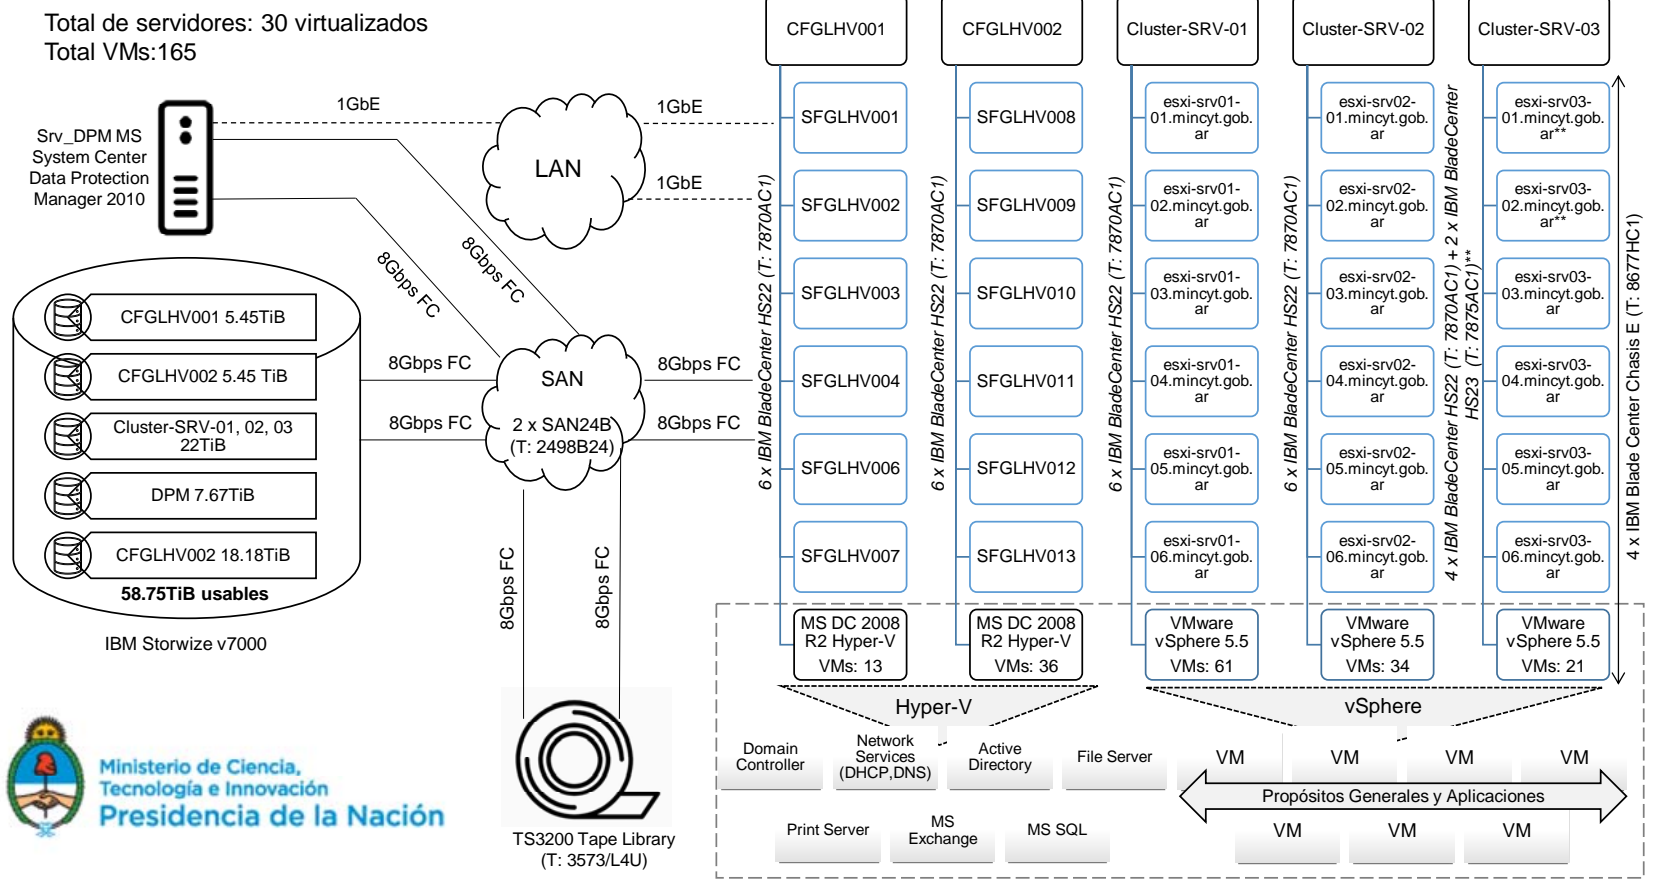 Total de servidores: 30 virtualizados
Total VMs:165
Srv_DPM MS
System Center
Data Protection
Manager 2010
1GbE
LAN
1GbE
1GbE
8Gbps FC
8Gbps FC
CFGLHV001 5.45TiB
CFGLHV002 5.45 TiB
Cluster-SRV-01, 02, 03
22TiB
DPM 7.67TiB
CFGLHV002 18.18TiB
58.75TiB usables
IBM Storwize v7000
8Gbps FC
8Gbps FC
SAN
2 x SAN24B
(T: 2498B24)
8Gbps FC
8Gbps FC
8Gbps FC
8Gbps FC
TS3200 Tape Library
(T: 3573/L4U)
CFGLHV001
6 x IBM BladeCenter HS22 (T: 7870AC1)
SFGLHV001
SFGLHV002
SFGLHV003
SFGLHV004
SFGLHV006
SFGLHV007
MS DC 2008
R2 Hyper-V
VMs: 13
CFGLHV002
6 x IBM BladeCenter HS22 (T: 7870AC1)
SFGLHV008
SFGLHV009
SFGLHV010
SFGLHV011
SFGLHV012
SFGLHV013
MS DC 2008
R2 Hyper-V
VMs: 36
Cluster-SRV-01
6 x IBM BladeCenter HS22 (T: 7870AC1)
esxi-srv01-
01.mincyt.gob.
ar
esxi-srv01-
02.mincyt.gob.
ar
esxi-srv01-
03.mincyt.gob.
ar
esxi-srv01-
04.mincyt.gob.
ar
esxi-srv01-
05.mincyt.gob.
ar
esxi-srv01-
06.mincyt.gob.
ar
VMware
vSphere 5.5
VMs: 61
Cluster-SRV-02
6 x IBM BladeCenter HS22 (T: 7870AC1)
esxi-srv02-
01.mincyt.gob.
ar
esxi-srv02-
02.mincyt.gob.
ar
esxi-srv02-
03.mincyt.gob.
ar
esxi-srv02-
04.mincyt.gob.
ar
esxi-srv02-
05.mincyt.gob.
ar
esxi-srv02-
06.mincyt.gob.
ar
VMware
vSphere 5.5
VMs: 34
Cluster-SRV-03
4 x IBM BladeCenter HS22 (T: 7870AC1) + 2 x IBM BladeCenter
HS23 (T: 7875AC1)**
esxi-srv03-
01.mincyt.gob.
ar**
esxi-srv03-
02.mincyt.gob.
ar**
esxi-srv03-
03.mincyt.gob.
ar
esxi-srv03-
04.mincyt.gob.
ar
esxi-srv03-
05.mincyt.gob.
ar
esxi-srv03-
06.mincyt.gob.
ar
VMware
vSphere 5.5
VMs: 21
4 x IBM Blade Center Chasis E (T: 8677HC1)
Hyper-V
vSphere
Domain
Controller
Network
Services
(DHCP,DNS)
Active
Directory
File Server
VM
VM
VM
VM
Propósitos Generales y Aplicaciones
Print Server
MS
Exchange
MS SQL
VM
VM
VM
Ministerio de Ciencia,
Tecnología e Innovación
Presidencia de la Nación